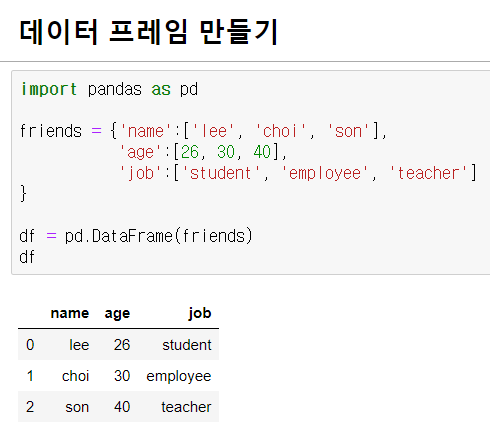 데이터 프레임 만들기
import pandas as pd
friends = {'name':['lee', 'choi', 'son'],
'age':[26, 30, 40],
'job':['student', 'employee', 'teacher']
}
df = pd.DataFrame(friends)
df
name age job
0 lee 26 student
1 choi 30 employee
2 son 40 teacher